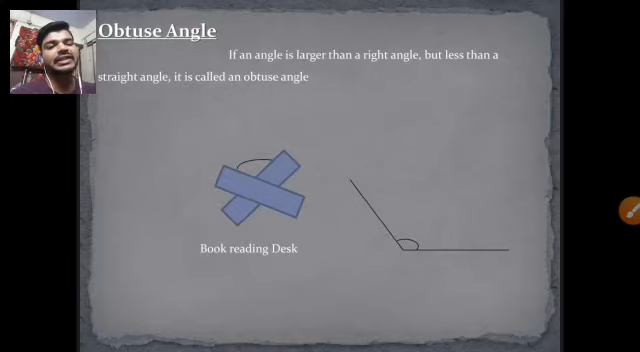 Obtuse Angle
If an angle is larger than a right angle, but less than a
straight angle, it is called an obtuse angle
Book reading Desk